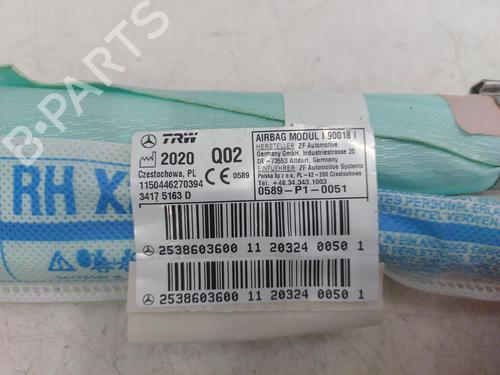 TRW
2020 Q02
Czestochowa, PL
1150446270394 CE 0589
3417 5163 D
AIRBAG MODUL I 90018 I
HERSTELLER ZF Automotive
Germany GmbH, Industriestrasse 20
DE-73553 Alfdorf, Germany
EINFUEHRER ZF Automotive Systems
Polska Sp z o.o, PL-42-200 Czestochowa
Tel +48.34.343.1003
0589-P1-0051
2538603600 11 20324 0050 1
2538603600 11 20324 0050 1
RH X
B-PARTS